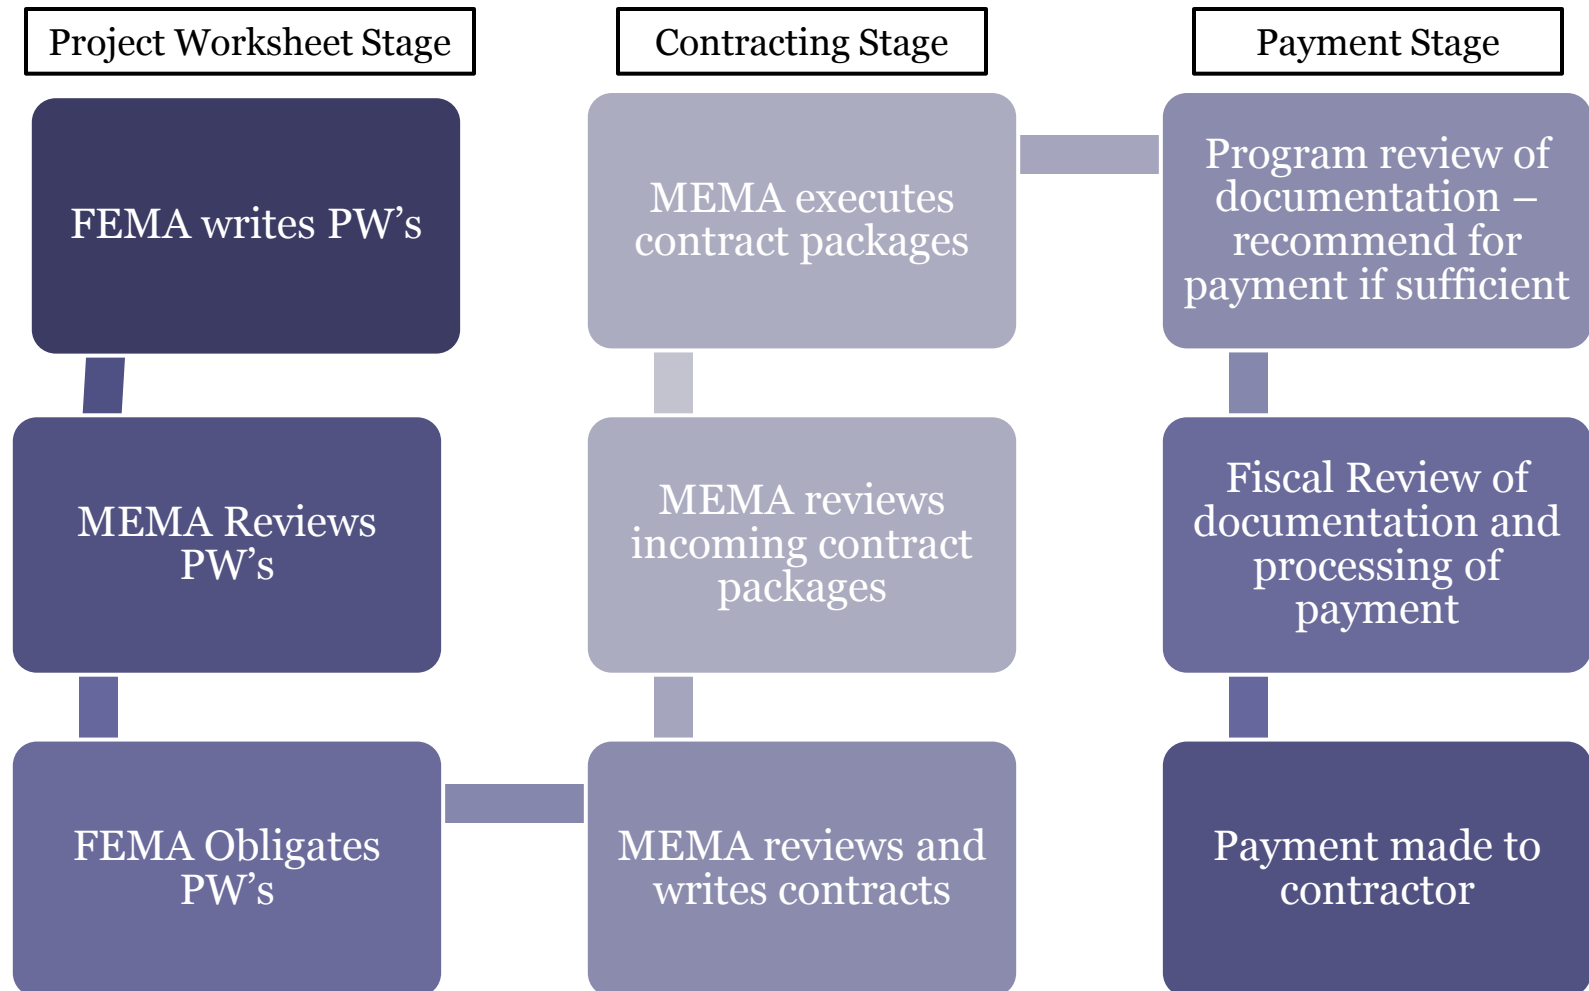 Project Worksheet Stage
FEMA writes PW’s
MEMA Reviews
PW’s
FEMA Obligates
PW’s
Contracting Stage
MEMA executes
contract packages
MEMA reviews
incoming contract
packages
MEMA reviews and
writes contracts
Payment Stage
Program review of
documentation –
recommend for
payment if sufficient
Fiscal Review of
documentation and
processing of
payment
Payment made to
contractor